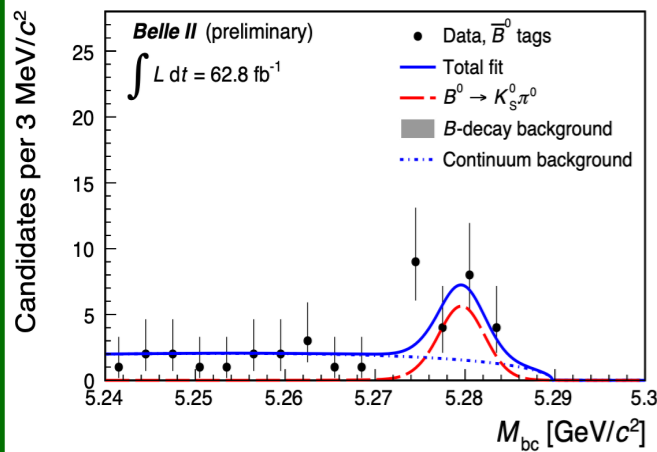 Belle II (preliminary)
∫ L dt = 62.8 fb⁻¹
Data, B̅⁰ tags
Total fit
B⁰ → K⁰_S π⁰
B-decay background
Continuum background
Candidates per 3 MeV/c²
25
20
15
10
5
0
5.24 5.25 5.26 5.27 5.28 5.29 5.3
M_bc [GeV/c²]